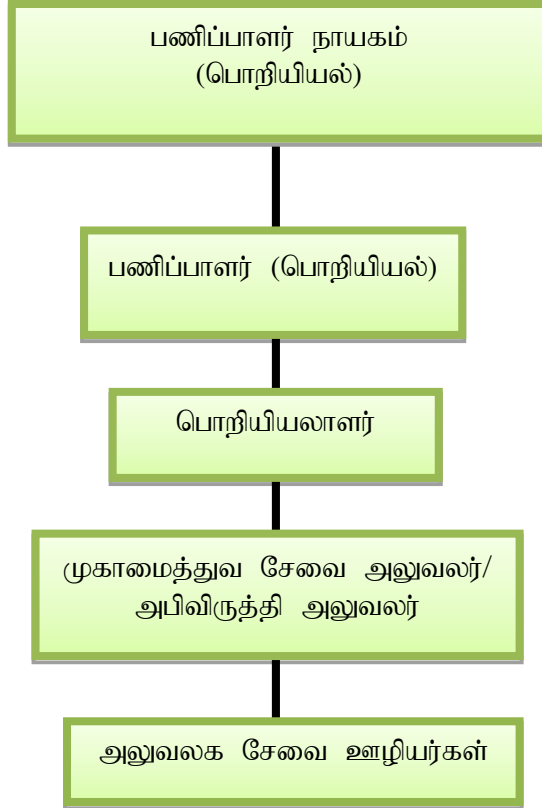 பணிப்பாளர் நாயகம்
(பொறியியல்)
பணிப்பாளர் (பொறியியல்)
பொறியியலாளர்
முகாமைத்துவ சேவை அலுவலர்/
அபிவிருத்தி அலுவலர்
அலுவலக சேவை ஊழியர்கள்